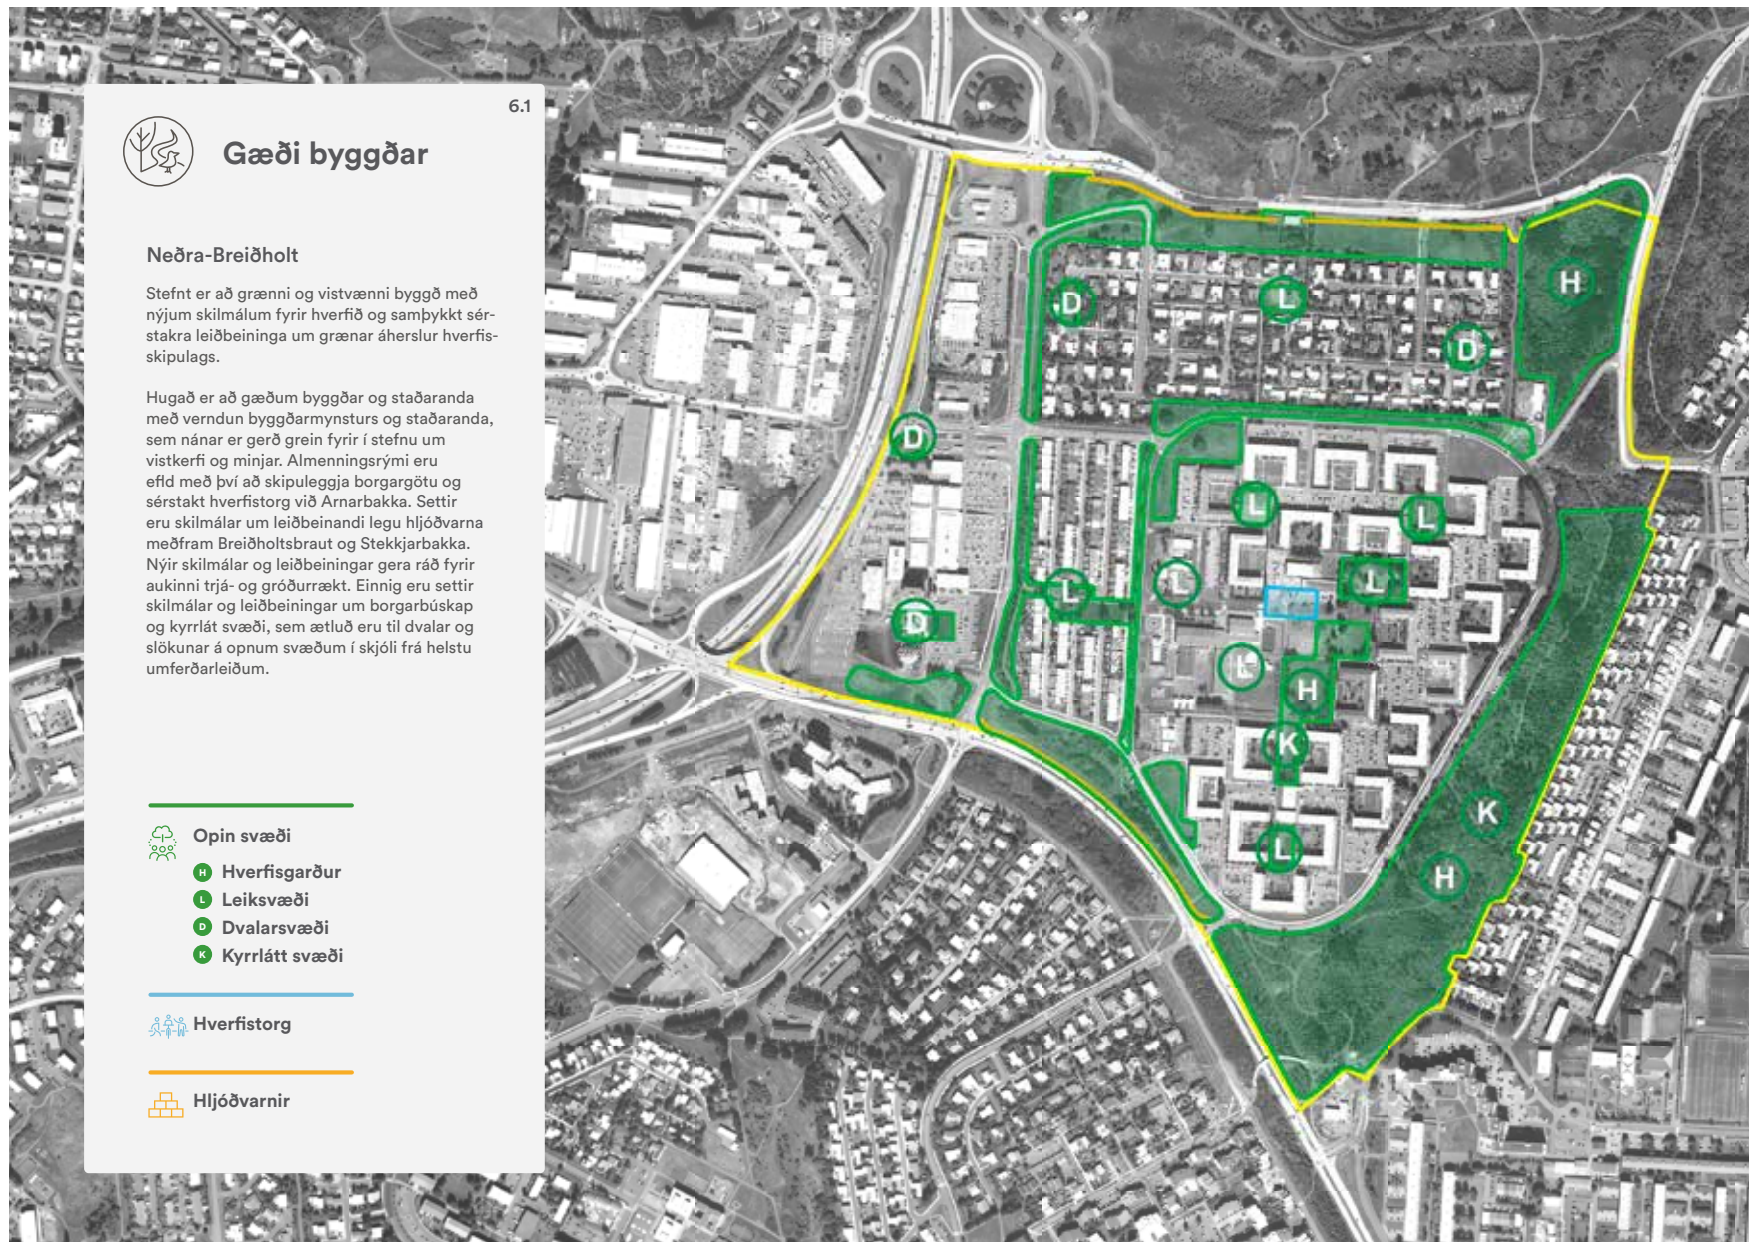 6.1
Gæði byggðar
Neðra-Breiðholt
Stefnt er að grænni og vistvænni byggð með
nýjum skilmálum fyrir hverfið og samþykkt sér-
stakra leiðbeininga um grænar áherslur hverfis-
skipulags.
Hugað er að gæðum byggðar og staðaranda
með verndun byggðarmynsturs og staðaranda,
sem nánar er gerð grein fyrir í stefnu um
vistkerfi og minjar. Almenningsrými eru
efld með því að skipuleggja borgargötu og
sérstakt hverfistorg við Arnarbakka. Settir
eru skilmálar um leiðbeinandi legu hljóðvarna
meðfram Breiðholtsbraut og Stekkjarbakka.
Nýir skilmálar og leiðbeiningar gera ráð fyrir
aukinni trjá- og gróðurrækt. Einnig eru settir
skilmálar og leiðbeiningar um borgarbúskap
og kyrrlát svæði, sem ætluð eru til dvalar og
slökunar á opnum svæðum í skjóli frá helstu
umferðarleiðum.
Opin svæði
H Hverfisgarður
L Leiksvæði
D Dvalarsvæði
K Kyrrlátt svæði
Hverfistorg
Hljóðvarnir
H
D
L
D
D
L
L
L
L
L
D
L
H
K
K
L
H